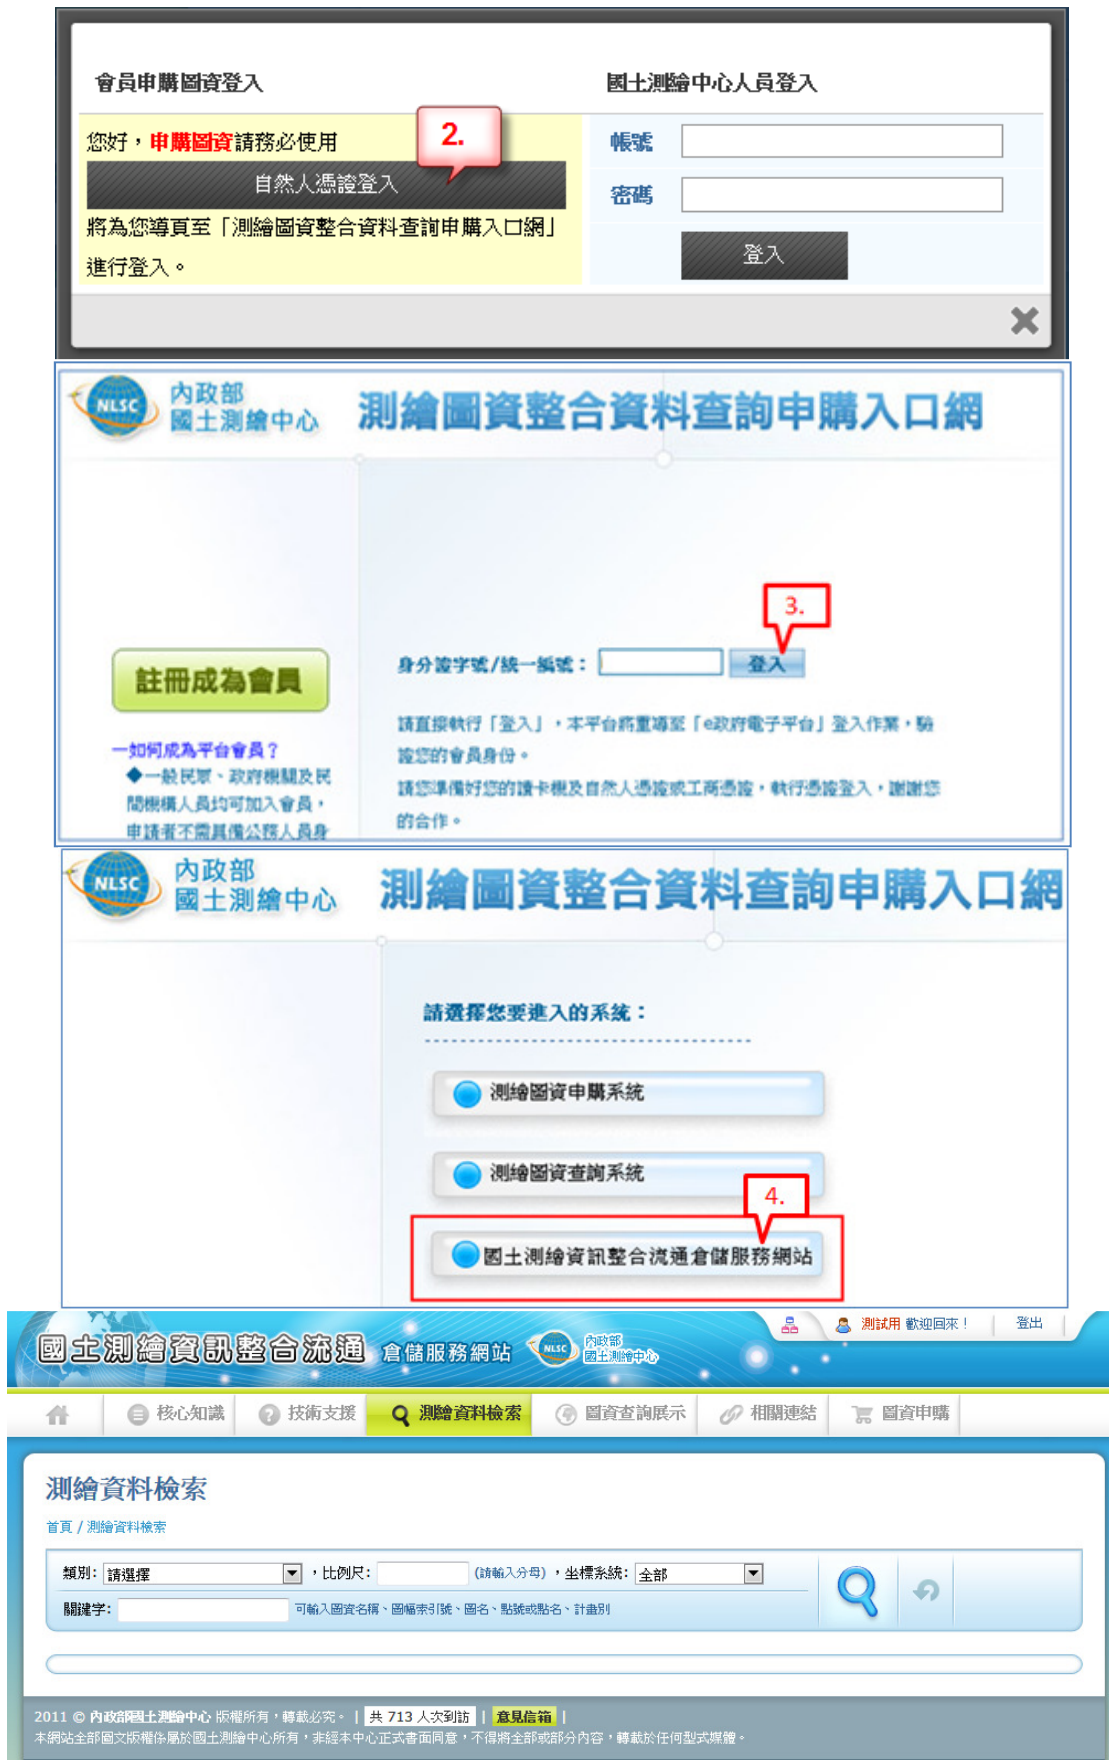 會員申購圖資登入
國土測繪中心人員登入
您好，申購圖資請務必使用
2.
自然人憑證登入
將為您導頁至「測繪圖資整合資料查詢申購入口網」
進行登入。
帳號
密碼
登入
NLSC
內政部
國土測繪中心
測繪圖資整合資料查詢申購入口網
3.
註冊成為會員
身分證字號/統一編號：
登入
請直接執行「登入」，本平台將重導至「e政府電子平台」登入作業，驗
證您的會員身份。
請您準備好您的讀卡機及自然人憑證或工商憑證，執行憑證登入，謝謝您
的合作。
一如何成為平台會員？
◆一般民眾、政府機關及民
間機構人員均可加入會員，
申請者不需具備公務人員身
NLSC
內政部
國土測繪中心
測繪圖資整合資料查詢申購入口網
請選擇您要進入的系統：
測繪圖資申購系統
測繪圖資查詢系統
4.
國土測繪資訊整合流通倉儲服務網站
國土測繪資訊整合流通 倉儲服務網站 NLSC 內政部
國土測繪中心
測試用 歡迎回來！ 登出
核心知識 技術支援 測繪資料檢索 圖資查詢展示 相關連結 圖資申購
測繪資料檢索
首頁 / 測繪資料檢索
類別: 請選擇 ，比例尺: (請輸入分母) ，坐標系統: 全部
關鍵字: 可輸入圖資名稱、圖幅索引號、圖名、點號或點名、計畫別
2011 © 內政部國土測繪中心 版權所有，轉載必究。 | 共 713 人次到訪 | 意見信箱 |
本網站全部圖文版權係屬於國土測繪中心所有，非經本中心正式書面同意，不得將全部或部分內容，轉載於任何型式媒體。